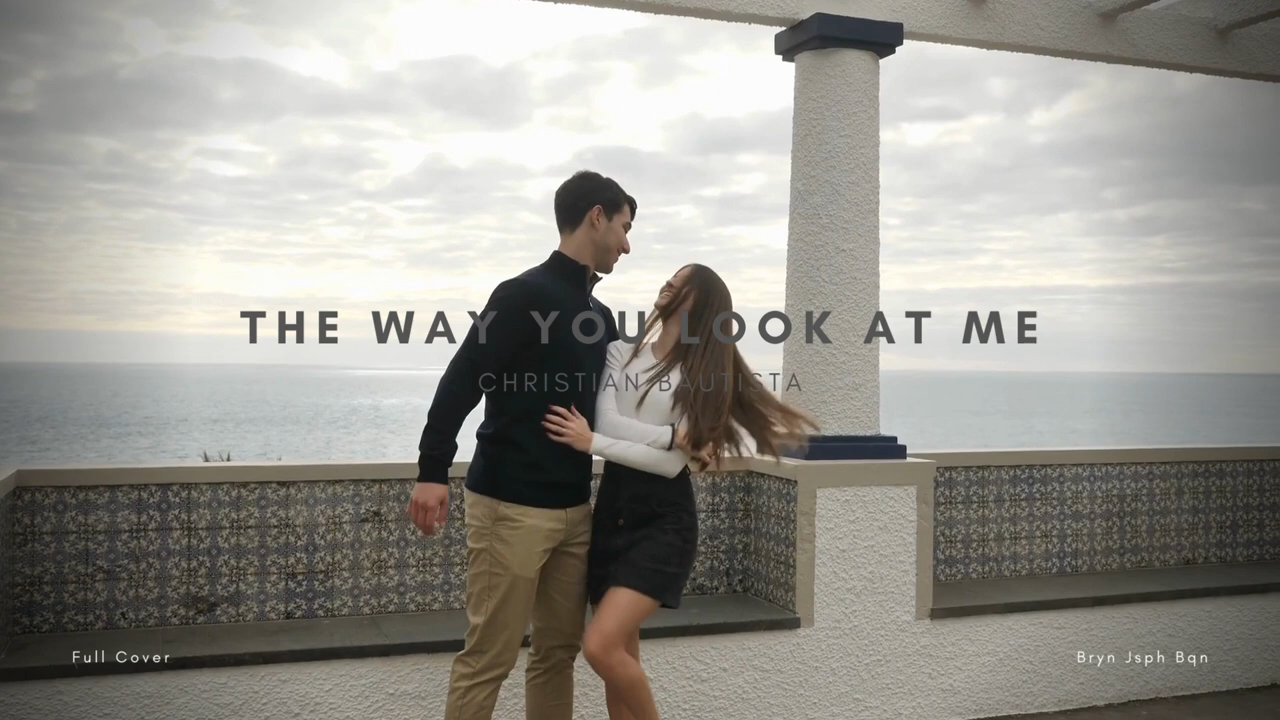 THE WAY YOU LOOK AT ME
CHRISTIAN BAUTISTA
Full Cover
Bryn Jsph Bqn